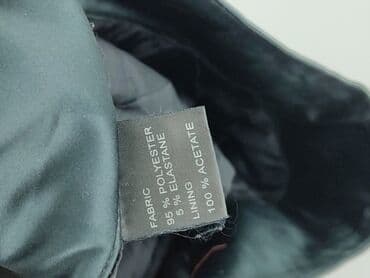 FABRIC
95 % POLYESTER
5 % ELASTANE
LINING
100 % ACETATE